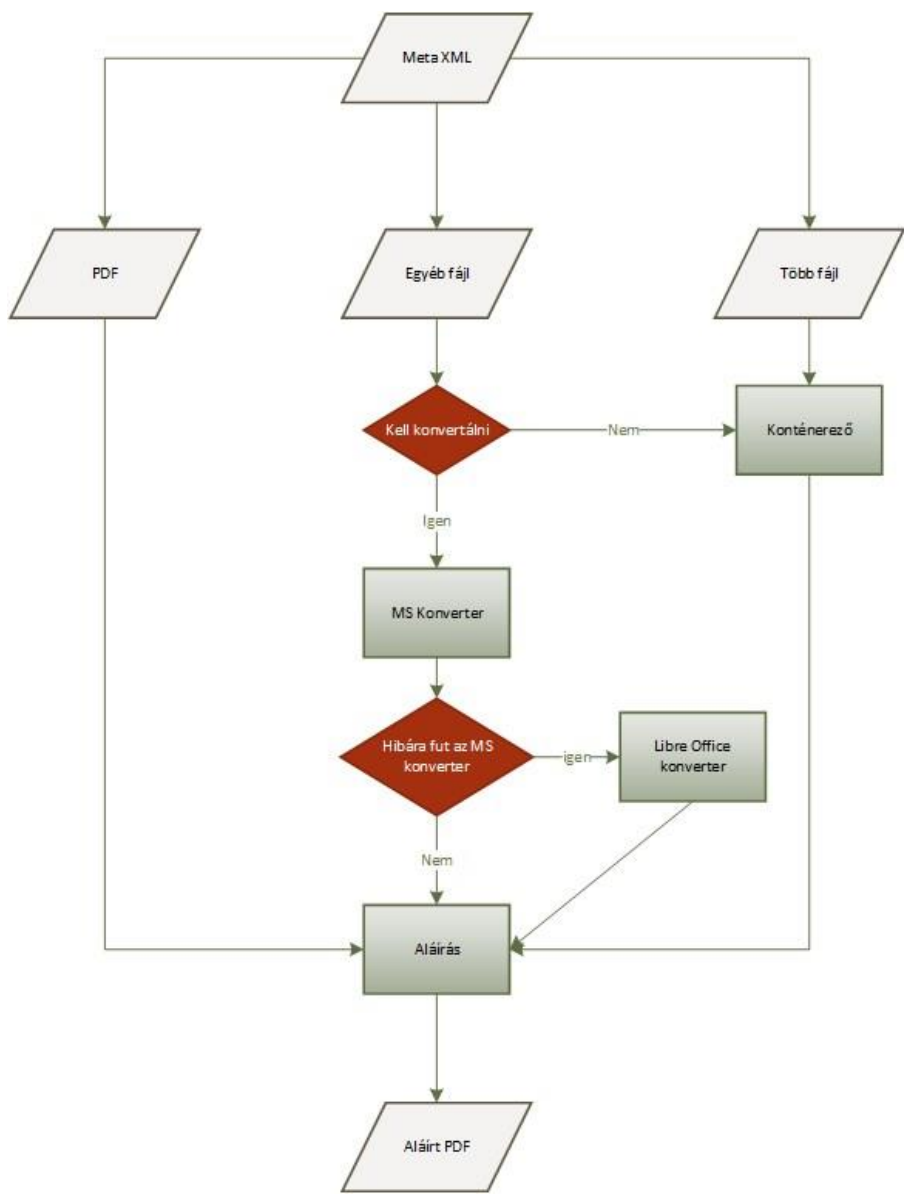 Meta XML
PDF
Egyéb fájl
Több fájl
Kell konvertálni
Nem
Konténerező
Igen
MS Konverter
Hibára fut az MS
konverter
igen
Libre Office
konverter
Nem
Aláírás
Aláírt PDF